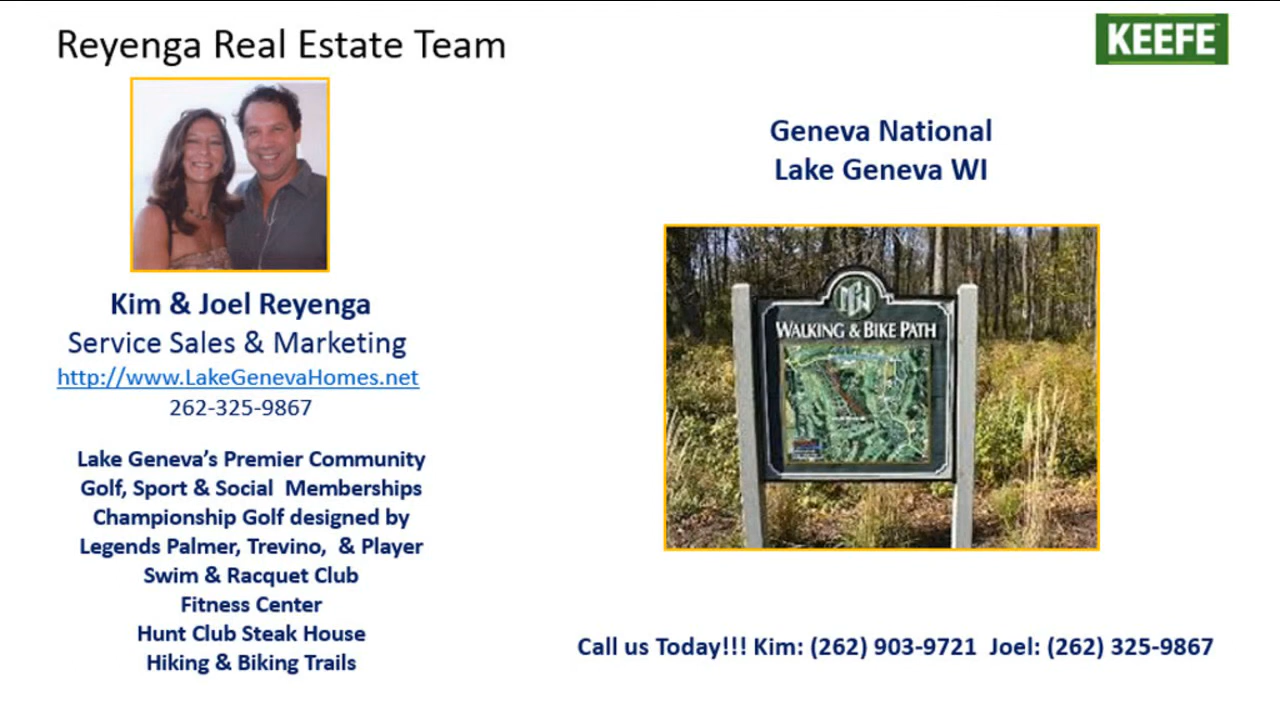 Reyenga Real Estate Team
KEEFE
Kim & Joel Reyenga
Service Sales & Marketing
http://www.LakeGenevaHomes.net
262-325-9867
Lake Geneva’s Premier Community
Golf, Sport & Social  Memberships
Championship Golf designed by
Legends Palmer, Trevino,  & Player
Swim & Racquet Club
Fitness Center
Hunt Club Steak House
Hiking & Biking Trails
Geneva National
Lake Geneva WI
WALKING & BIKE PATH
Call us Today!!! Kim: (262) 903-9721  Joel: (262) 325-9867